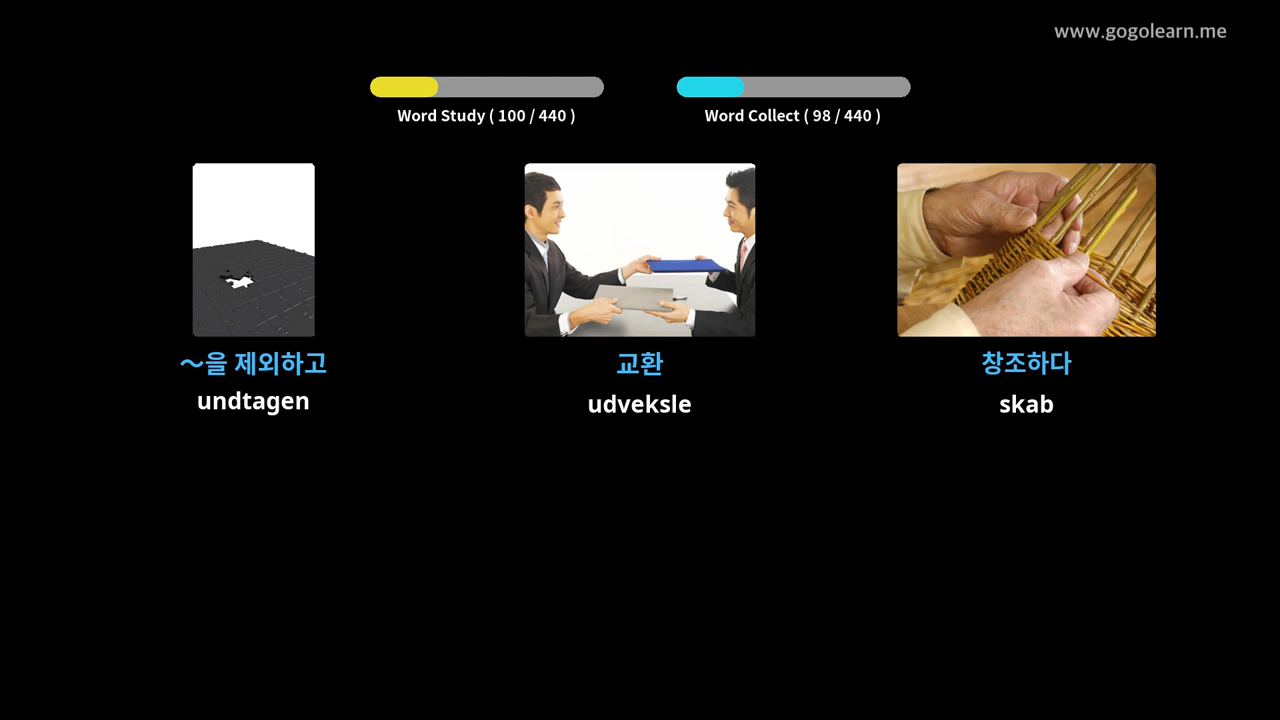 www.gogolearn.me
Word Study ( 100 / 440 )
Word Collect ( 98 / 440 )
～을 제외하고
undtagen
교환
udveksle
창조하다
skab